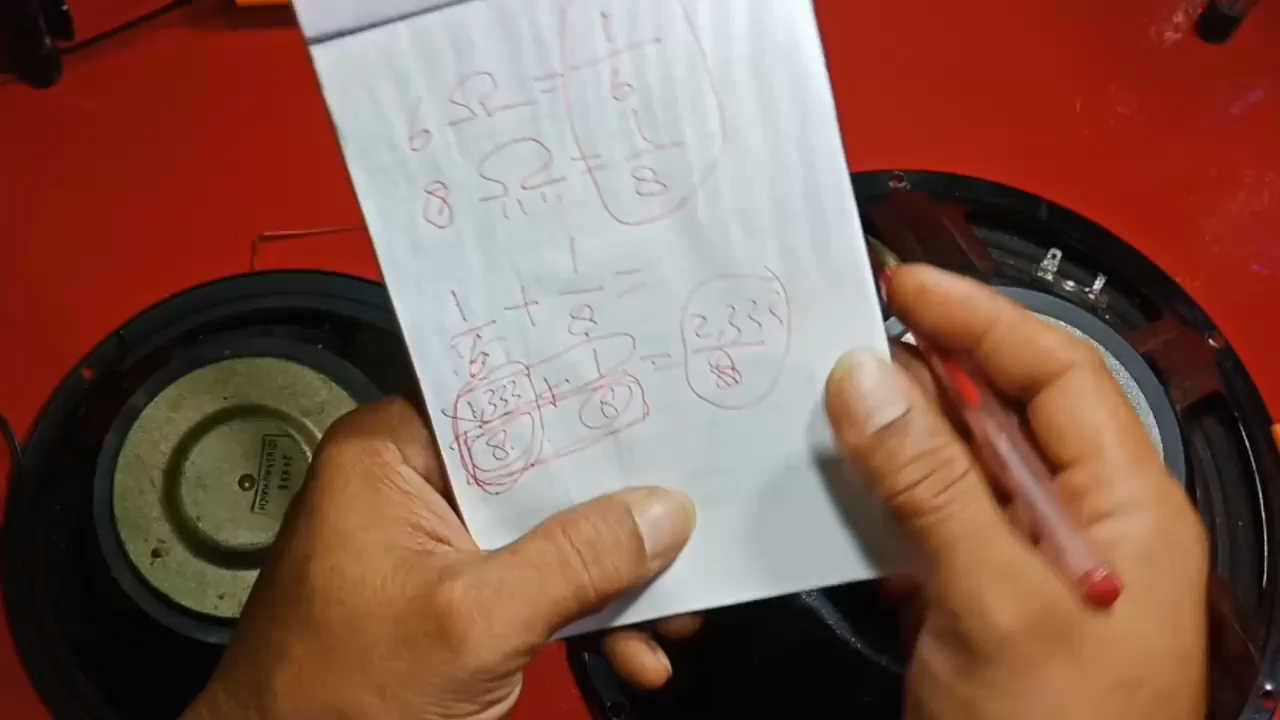 6 Ω = 1/6
8 Ω = 1/8
1/6 + 1/8 =
1,333/8 + 1/8 = 2,333/8